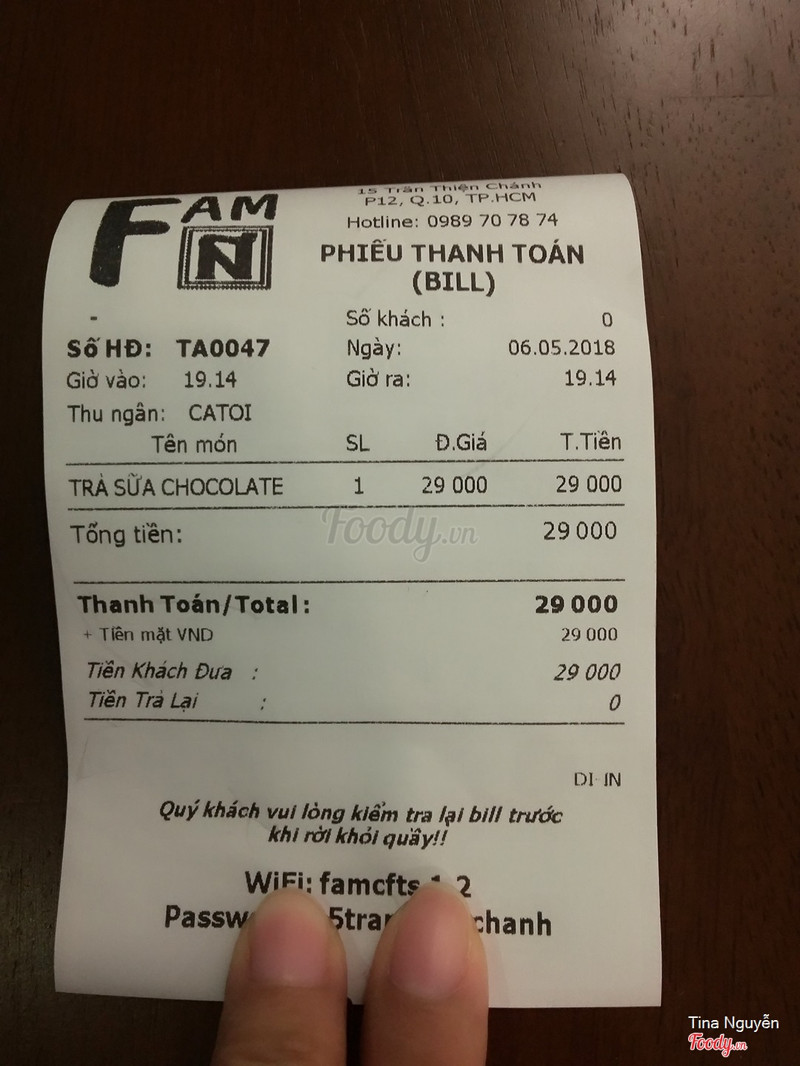 FAM
N
15 Trần Thiện Chánh
P12, Q.10, TP.HCM
Hotline: 0989 70 78 74
PHIẾU THANH TOÁN
(BILL)
-
Số khách : 0
Số HĐ: TA0047 Ngày: 06.05.2018
Giờ vào: 19.14 Giờ ra: 19.14
Thu ngân: CATOI
Tên món SL Đ.Giá T.Tiền
TRÀ SỮA CHOCOLATE 1 29 000 29 000
Tổng tiền: 29 000
Foody.vn
Thanh Toán/Total : 29 000
+ Tiền mặt VND 29 000
Tiền Khách Đưa : 29 000
Tiền Trả Lại : 0
DI-IN
Quý khách vui lòng kiểm tra lại bill trước
khi rời khỏi quầy!!
WiFi: famcfts 2
Tina Nguyễn
Foody.vn